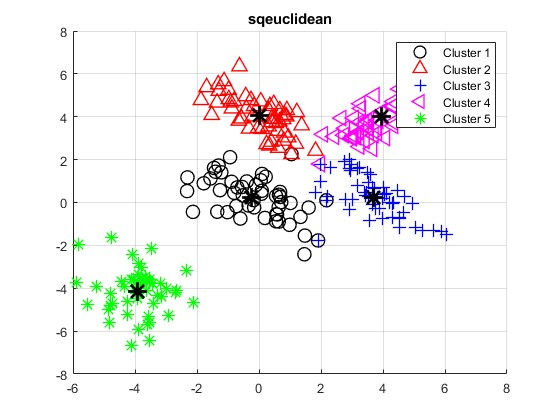 sqeuclidean
8
6
4
2
0
-2
-4
-6
-8
-6
-4
-2
0
2
4
6
8
Cluster 1
Cluster 2
Cluster 3
Cluster 4
Cluster 5